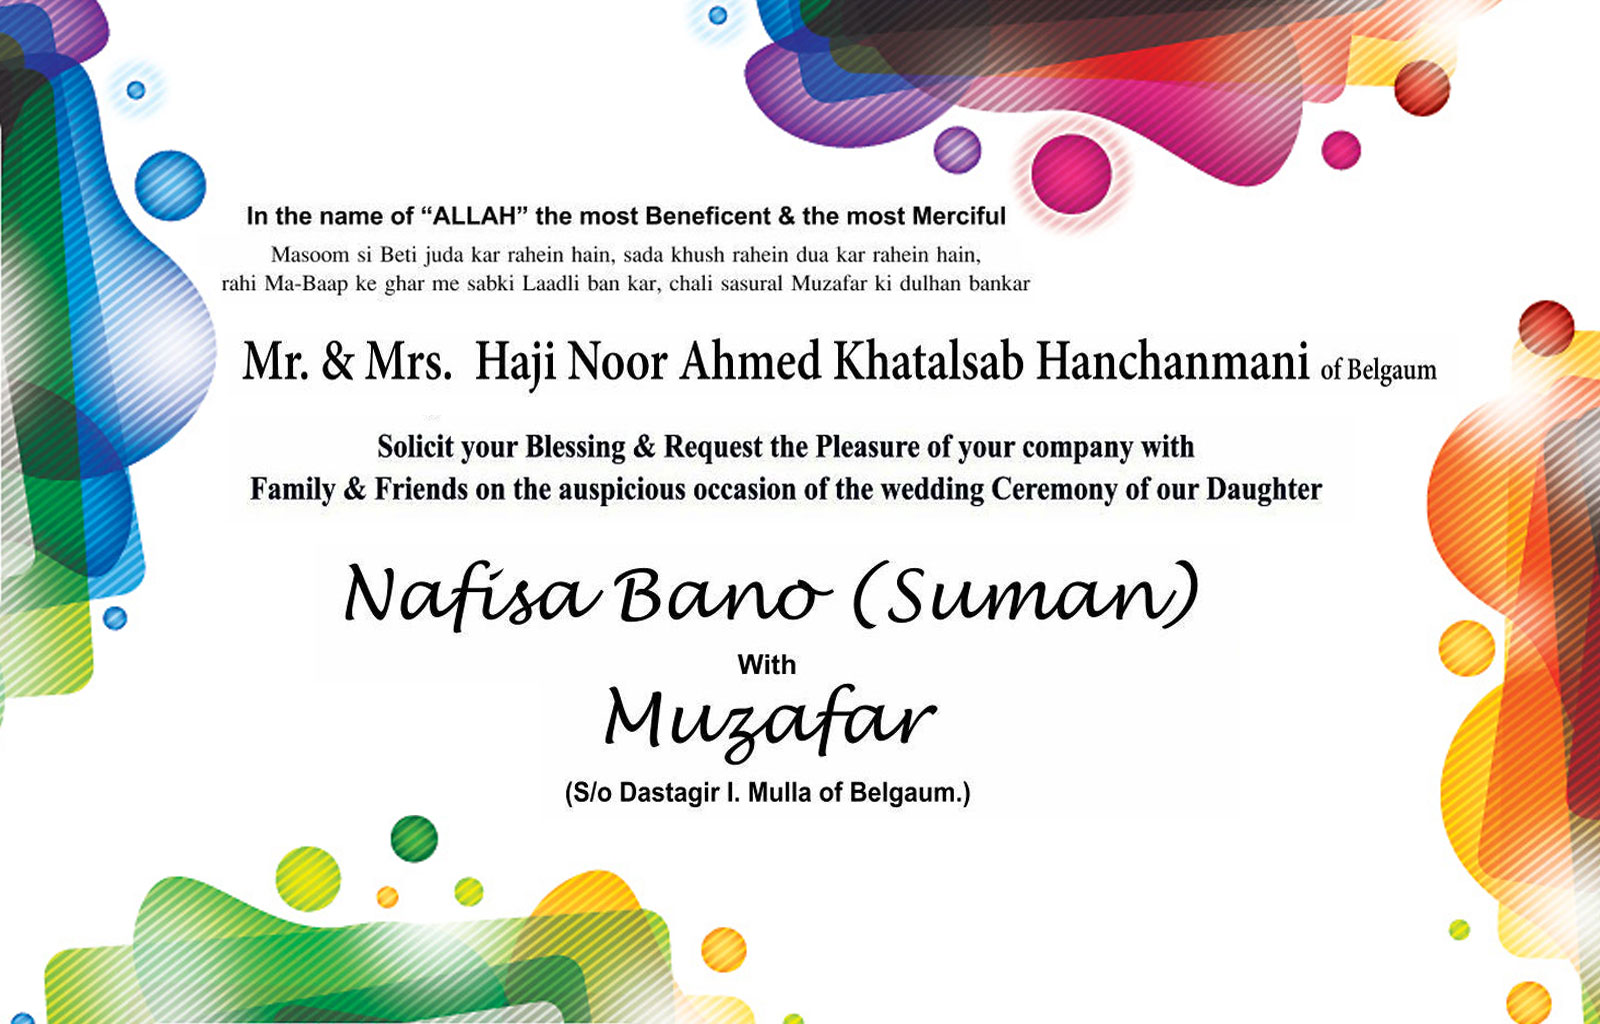 In the name of “ALLAH” the most Beneficent & the most Merciful
Masoom si Beti juda kar rahein hain, sada khush rahein dua kar rahein hain,
rahi Ma-Baap ke ghar me sabki Laadli ban kar, chali sasural Muzafar ki dulhan bankar
Mr. & Mrs. Haji Noor Ahmed Khatalsab Hanchanmani of Belgaum
Solicit your Blessing & Request the Pleasure of your company with
Family & Friends on the auspicious occasion of the wedding Ceremony of our Daughter
Nafisa Bano (Suman)
With
Muzafar
(S/o Dastagir I. Mulla of Belgaum.)